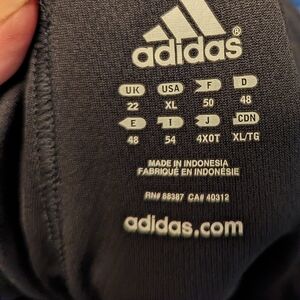 adidas
UK USA F D
22 XL 50 48
E I J CDN
48 54 4XOT XL/TG
MADE IN INDONESIA
FABRIQUÉ EN INDONÉSIE
RN# 88387 CA# 40312
adidas.com